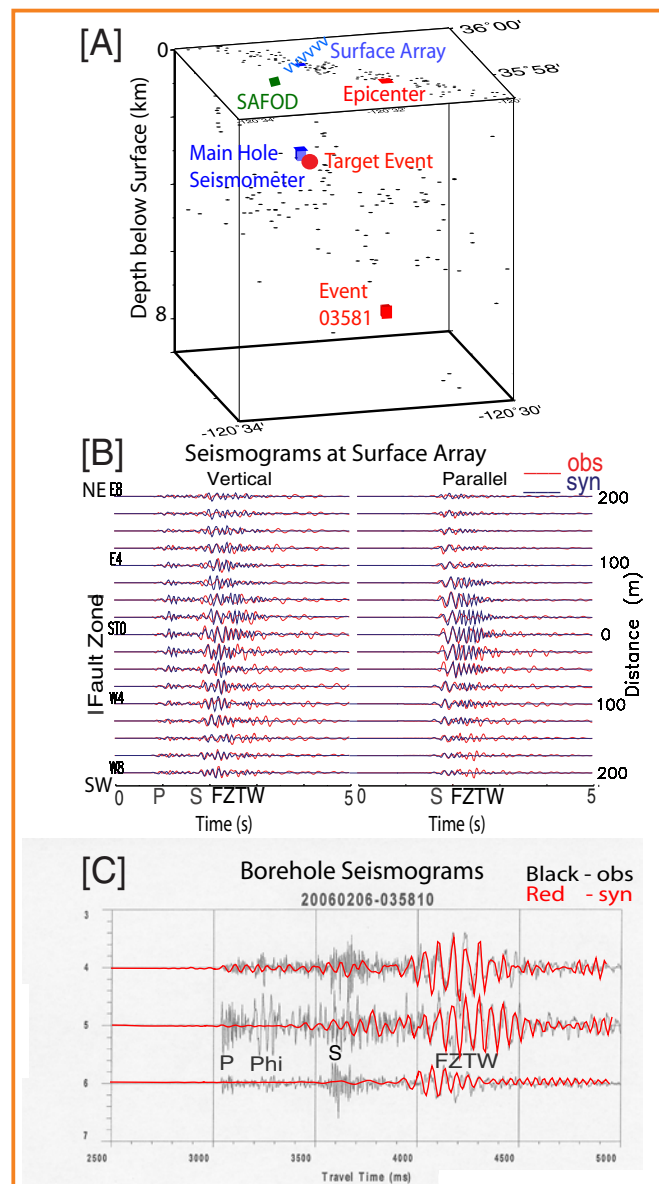 [A]
36°00'
0
Surface Array
35°58'
SAFOD
Epicenter
-120°34'
Main Hole-
Seismometer
Target Event
Depth below Surface (km)
Event
03581
8
-120°34'
-120°30'
[B]
Seismograms at Surface Array
obs
syn
Vertical
Parallel
NE E8
200
E4
100
STO
0
W4
100
W8
200
SW
I Fault Zone I
Distance (m)
0 P S FZTW 5 0 S FZTW 5
Time (s)
Time (s)
[C]
Borehole Seismograms
Black - obs
Red - syn
20060206-035810
3
4
5
P Phi S FZTW
6
7
2500 3000 3500 4000 4500 5000
Travel Time (ms)